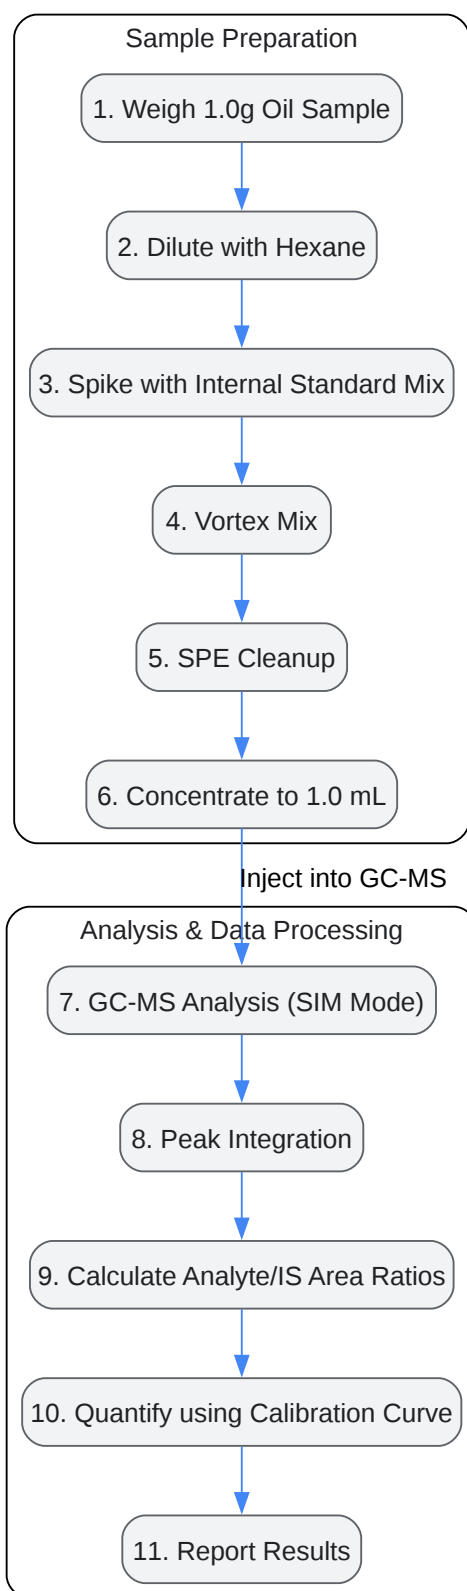 Sample Preparation
1. Weigh 1.0g Oil Sample
2. Dilute with Hexane
3. Spike with Internal Standard Mix
4. Vortex Mix
5. SPE Cleanup
6. Concentrate to 1.0 mL
Inject into GC-MS
Analysis & Data Processing
7. GC-MS Analysis (SIM Mode)
8. Peak Integration
9. Calculate Analyte/IS Area Ratios
10. Quantify using Calibration Curve
11. Report Results